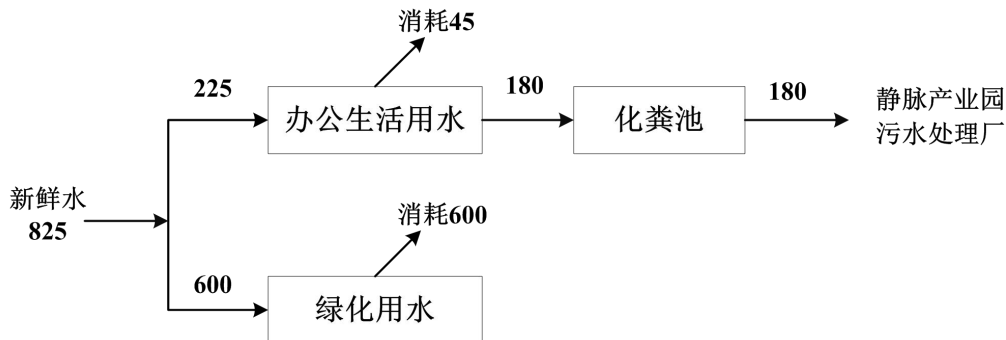 消耗45
225
办公生活用水
180
化粪池
180
静脉产业园
污水处理厂
新鲜水
825
消耗600
600
绿化用水